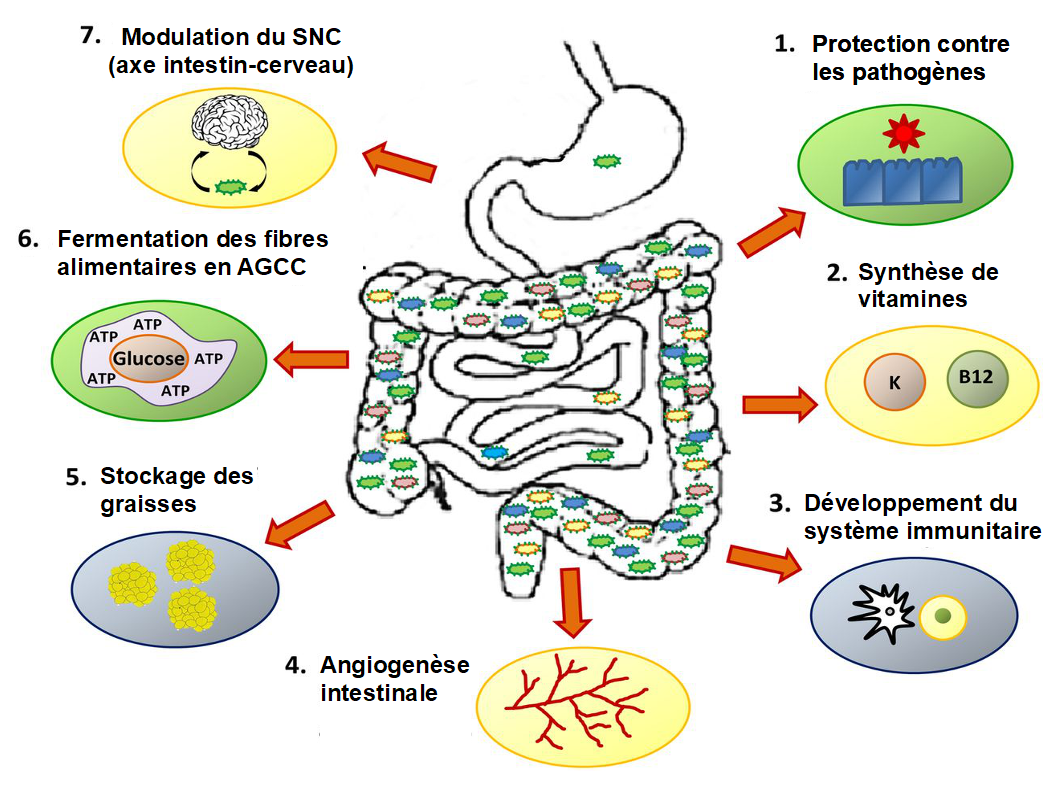 1. Protection contre
les pathogènes
2. Synthèse de
vitamines
K
B12
3. Développement du
système immunitaire
4. Angiogenèse
intestinale
5. Stockage des
graisses
6. Fermentation des fibres
alimentaires en AGCC
ATP
ATP
Glucose
ATP
ATP
ATP
7. Modulation du SNC
(axe intestin-cerveau)